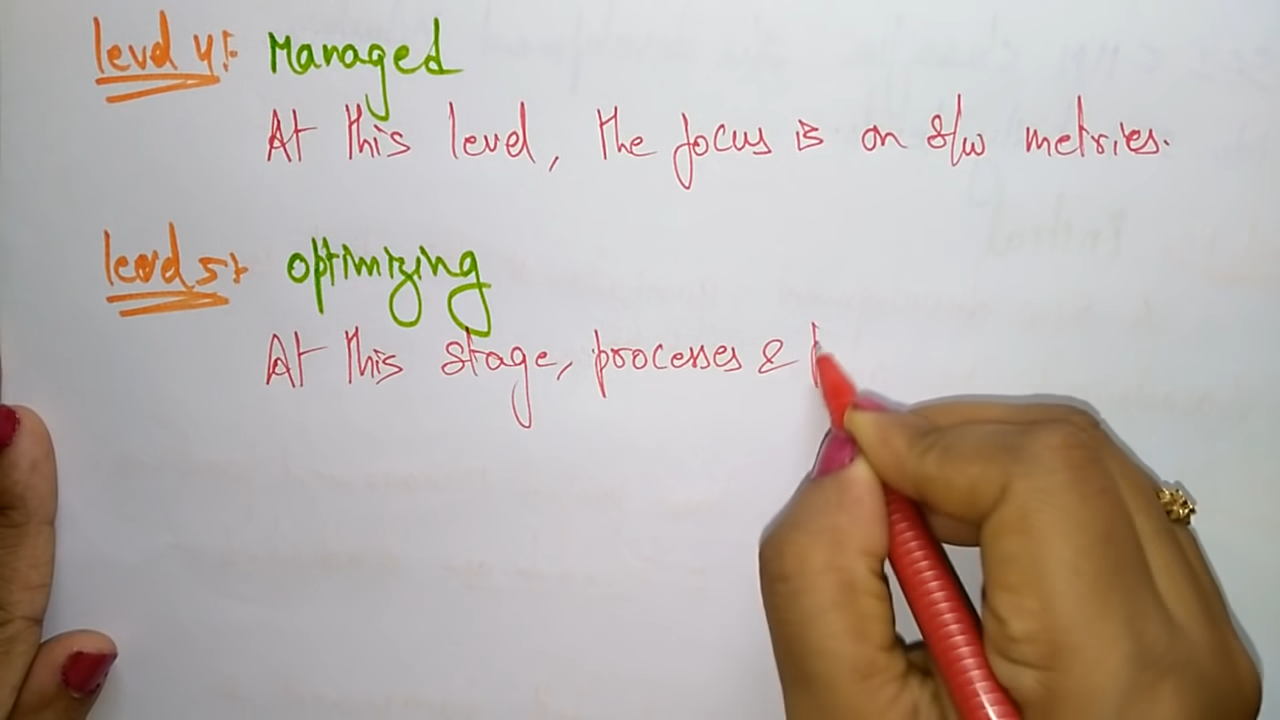 level 4:- Managed
At this level, the focus is on s/w metrics.
level 5:- optimizing
At this stage, processes & p